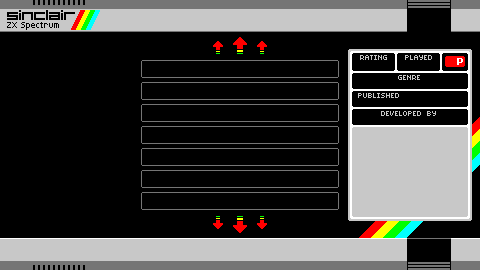 sinclair
ZX Spectrum
RATING
PLAYED
P
GENRE
PUBLISHED
DEVELOPED BY